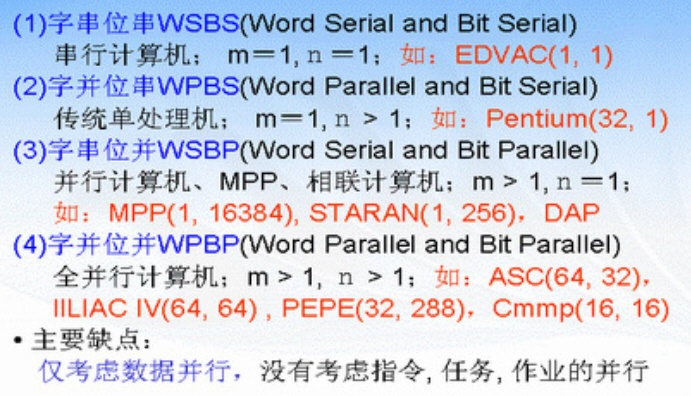 (1)字串位串WSBS(Word Serial and Bit Serial)
串行计算机； m＝1, n ＝1；如：EDVAC(1, 1)
(2)字并位串WPBS(Word Parallel and Bit Serial)
传统单处理机； m＝1, n > 1；如：Pentium(32, 1)
(3)字串位并WSBP(Word Serial and Bit Parallel)
并行计算机、MPP、相联计算机；m > 1, n ＝1；
如：MPP(1, 16384), STARAN(1, 256)，DAP
(4)字并位并WPBP(Word Parallel and Bit Parallel)
全并行计算机；m > 1, n > 1；如：ASC(64, 32)，
IILIAC IV(64, 64) , PEPE(32, 288)，Cmmp(16, 16)
• 主要缺点：
仅考虑数据并行，没有考虑指令, 任务, 作业的并行